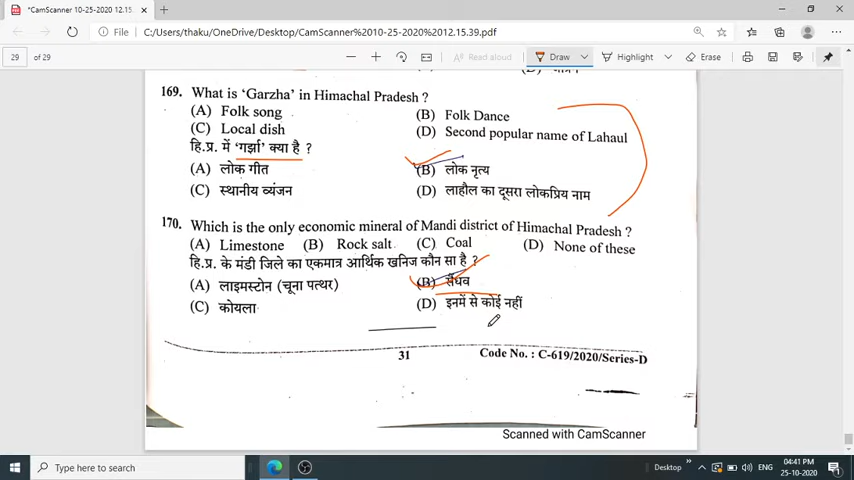 *CamScanner 10-25-2020 12.15.
File C:/Users/thaku/OneDrive/Desktop/CamScanner%2010-25-2020%2012.15.39.pdf
29 of 29 Read aloud Draw Highlight Erase
169. What is 'Garzha' in Himachal Pradesh ?
(A) Folk song (B) Folk Dance
(C) Local dish (D) Second popular name of Lahaul
हि.प्र. में 'गर्झा' क्या है ?
(A) लोक गीत (B) लोक नृत्य
(C) स्थानीय व्यंजन (D) लाहौल का दूसरा लोकप्रिय नाम
170. Which is the only economic mineral of Mandi district of Himachal Pradesh ?
(A) Limestone (B) Rock salt (C) Coal (D) None of these
हि.प्र. के मंडी जिले का एकमात्र आर्थिक खनिज कौन सा है ?
(A) लाइमस्टोन (चूना पत्थर) (B) सैंधव
(C) कोयला (D) इनमें से कोई नहीं
31 Code No. : C-619/2020/Series-D
Scanned with CamScanner
Type here to search Desktop ENG 04:41 PM
25-10-2020